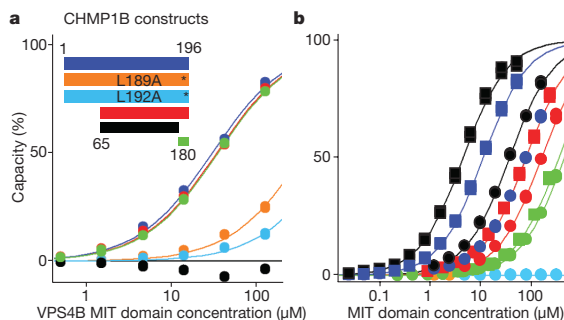 a
CHMP1B constructs
1 196
L189A *
L192A *
65
180
100
50
0
Capacity (%)
1 10 100
VPS4B MIT domain concentration (μM)
b
100
50
0
0.1 1 10 100
MIT domain concentration (μM)